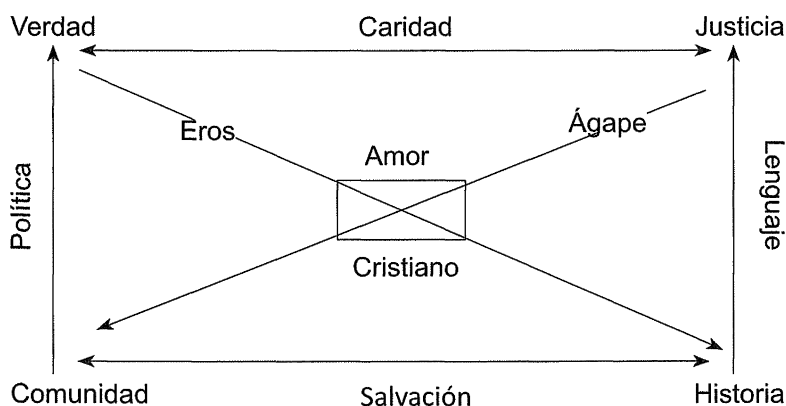 Verdad Caridad Justicia
Eros Ágape
Amor
Política Lenguaje
Cristiano
Comunidad Salvación Historia